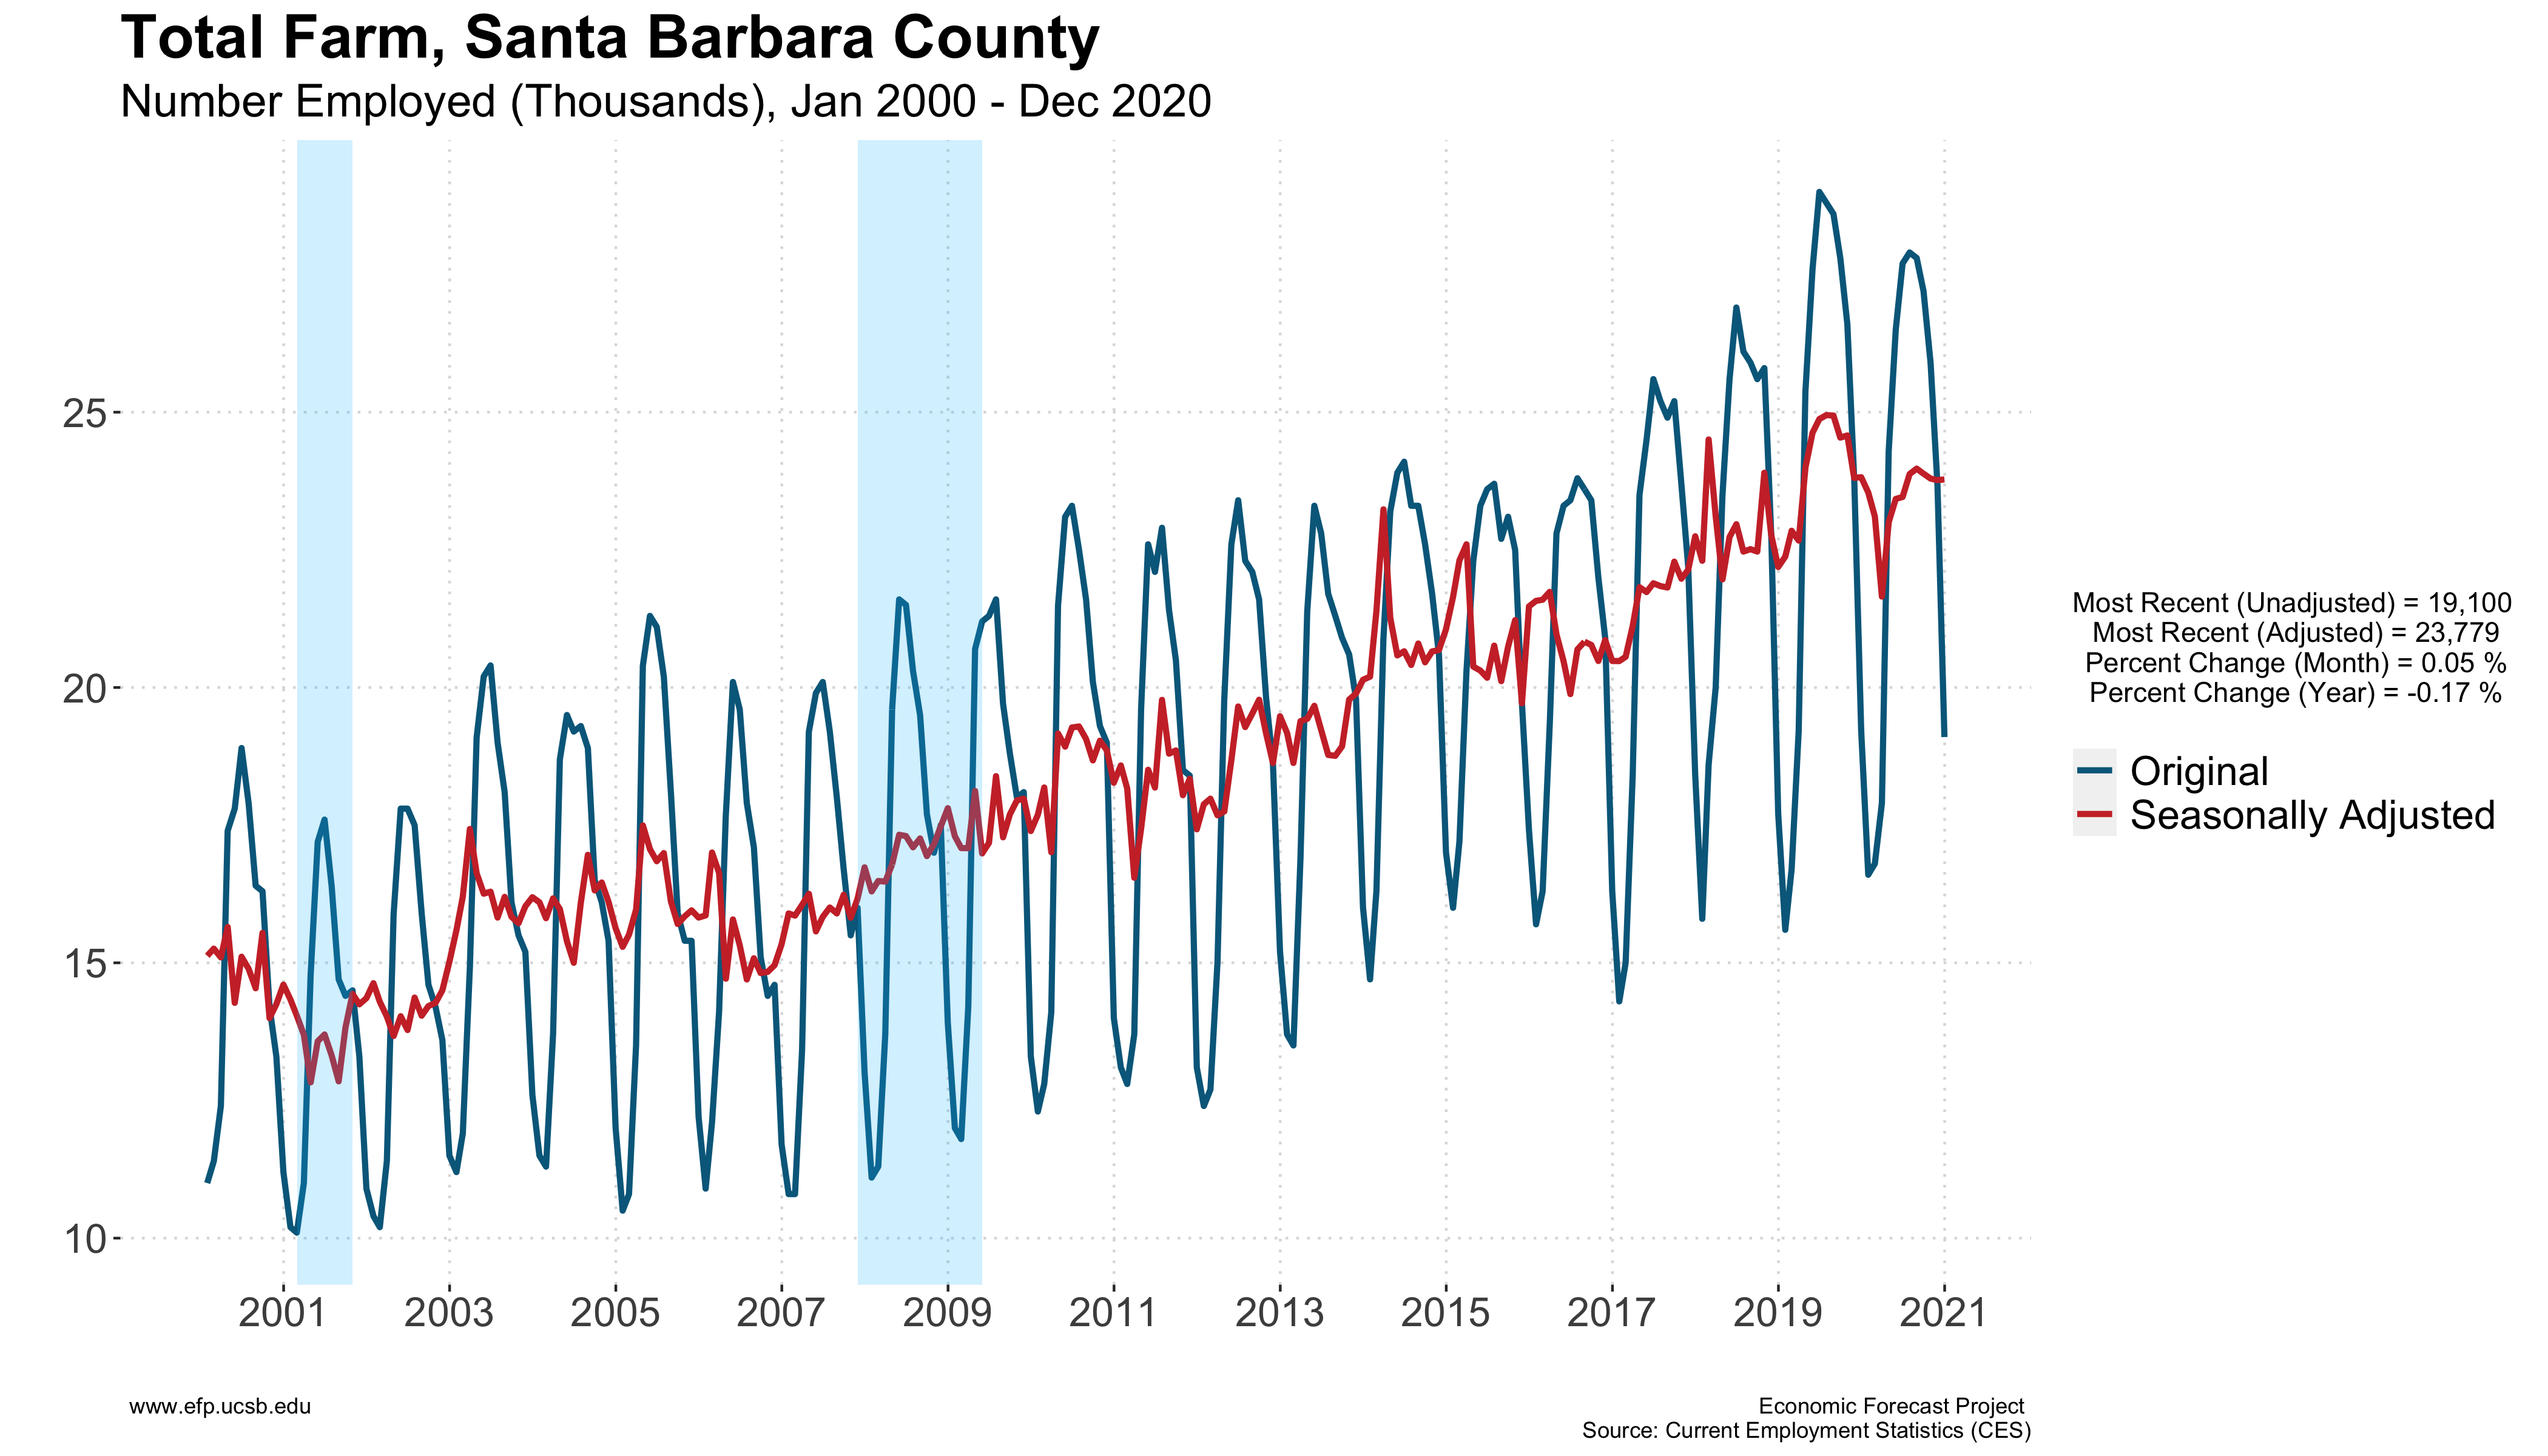 Total Farm, Santa Barbara County
Number Employed (Thousands), Jan 2000 - Dec 2020
25
20
15
10
2001 2003 2005 2007 2009 2011 2013 2015 2017 2019 2021
Most Recent (Unadjusted) = 19,100
Most Recent (Adjusted) = 23,779
Percent Change (Month) = 0.05 %
Percent Change (Year) = -0.17 %
Original
Seasonally Adjusted
www.efp.ucsb.edu
Economic Forecast Project
Source: Current Employment Statistics (CES)